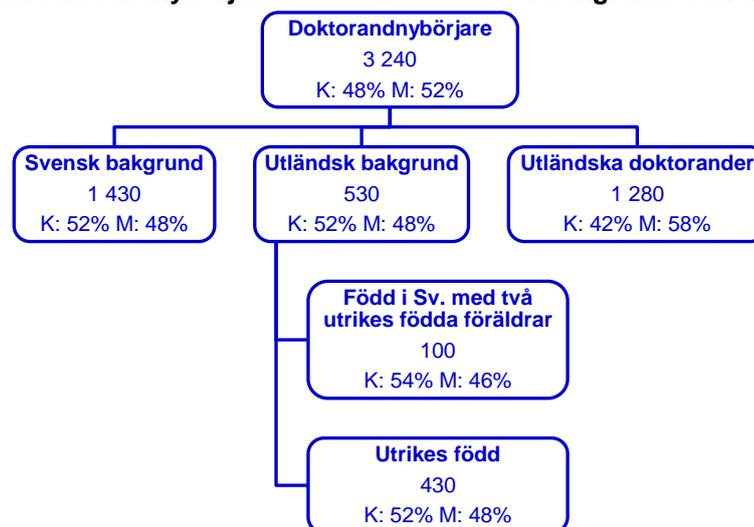 Doktorandnybörjare
3 240
K: 48% M: 52%
Svensk bakgrund
1 430
K: 52% M: 48%
Utländsk bakgrund
530
K: 52% M: 48%
Utländska doktorander
1 280
K: 42% M: 58%
Född i Sv. med två
utrikes födda föräldrar
100
K: 54% M: 46%
Utrikes född
430
K: 52% M: 48%